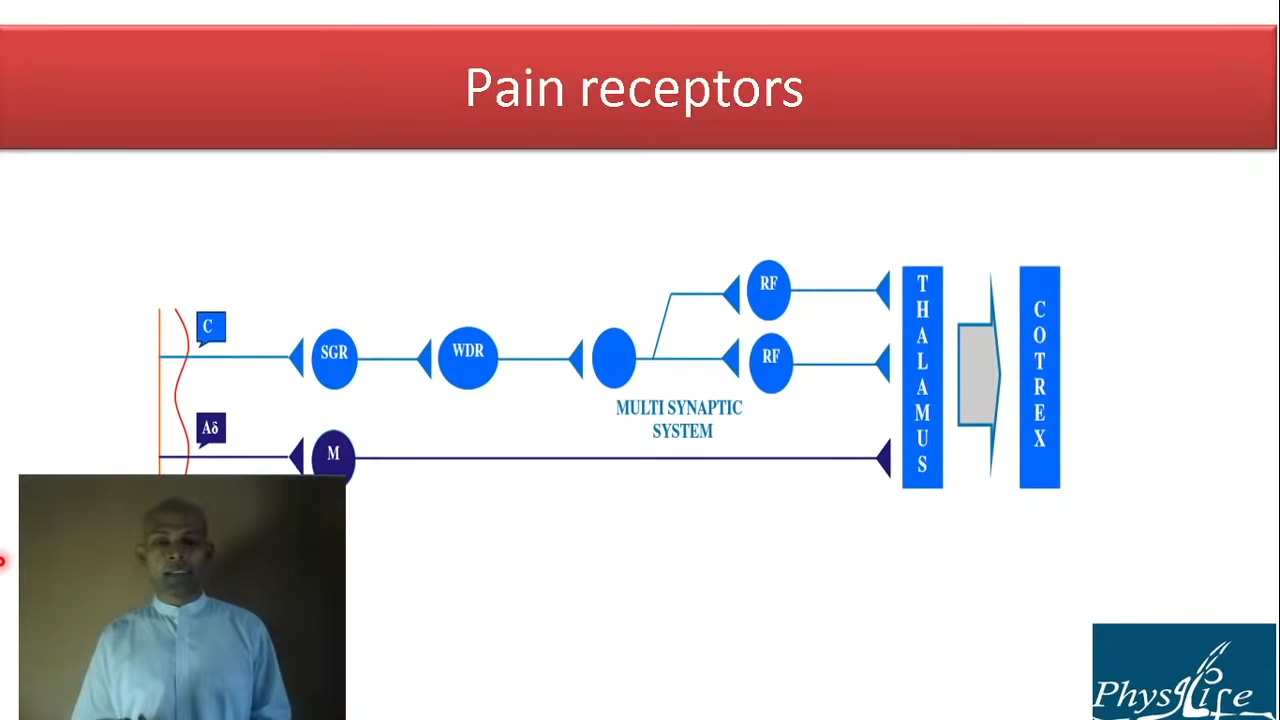 Pain receptors
C
SGR
WDR
RF
RF
MULTI SYNAPTIC
SYSTEM
Aδ
M
THALAMUS
COTREX
PhysLife